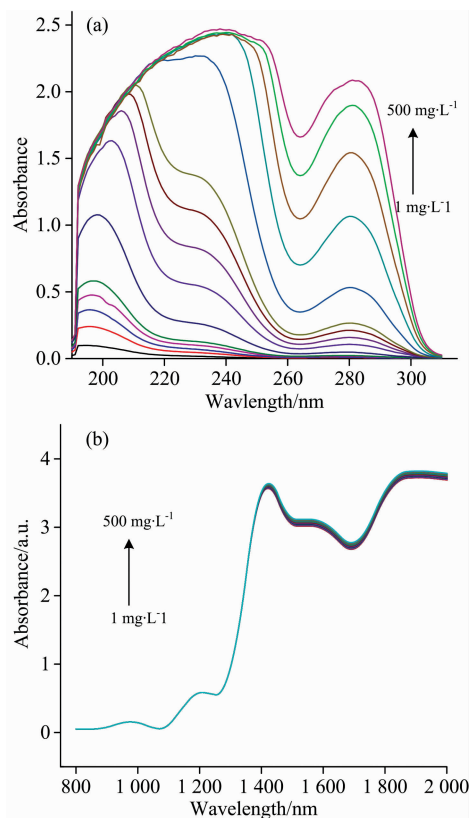 (a)
2.5
2.0
1.5
1.0
0.5
0.0
Absorbance
500 mg·L⁻¹
1 mg·L⁻1
200 220 240 260 280 300
Wavlength/nm
(b)
4
3
2
1
0
Absorbance/a.u.
500 mg·L⁻¹
1 mg·L⁻1
800 1 000 1 200 1 400 1 600 1 800 2 000
Wavelength/nm